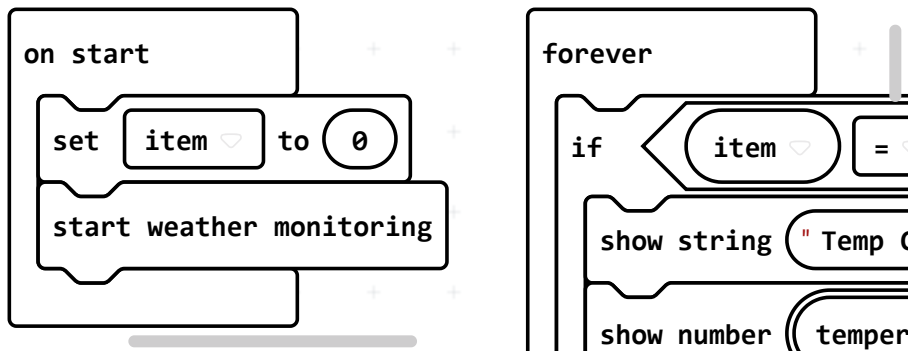 on start
set item to 0
start weather monitoring
forever
if item =
show string " Temp
show number